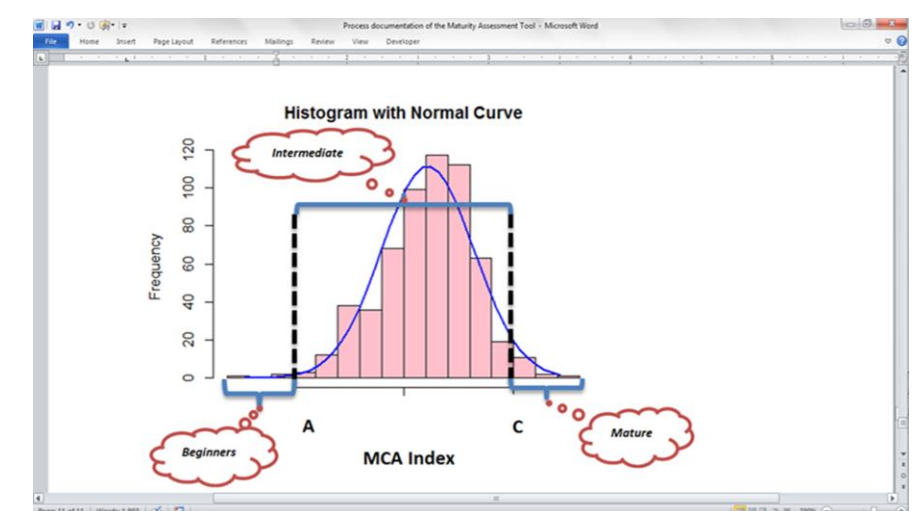 Process documentation of the Maturity Assessment Tool - Microsoft Word
File Home Insert Page Layout References Mailings Review View Developer
Histogram with Normal Curve
Intermediate
Frequency
120
100
80
60
40
20
0
A
C
Beginners
Mature
MCA Index